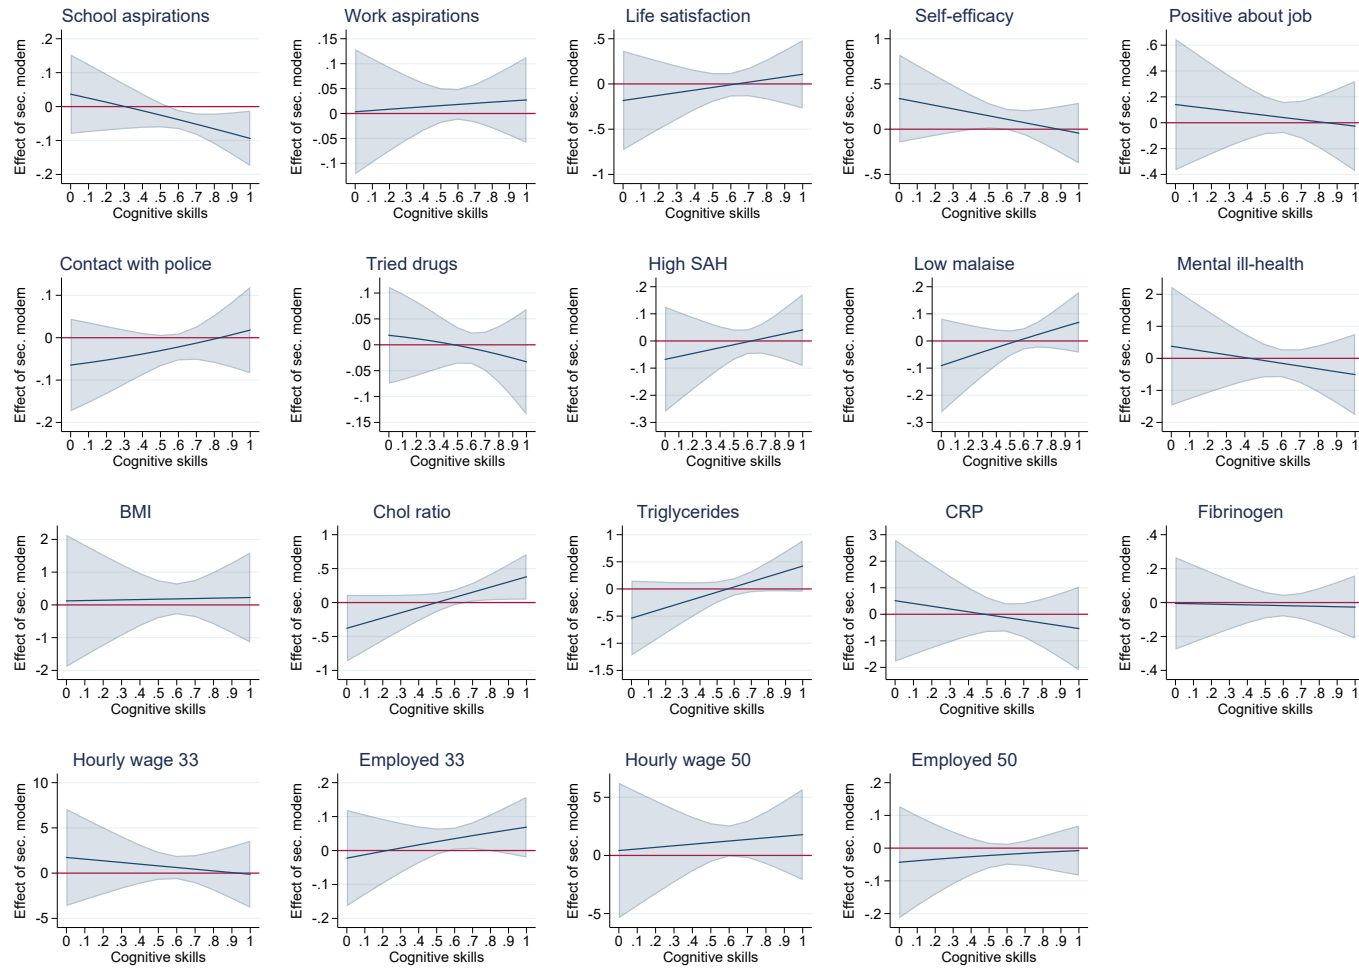 School aspirations
Work aspirations
Life satisfaction
Self-efficacy
Positive about job
Effect of sec. modern
.2
.1
0
-.1
-.2
0 .1 .2 .3 .4 .5 .6 .7 .8 .9 1
Cognitive skills
Effect of sec. modern
.15
.1
.05
0
-.05
-.1
0 .1 .2 .3 .4 .5 .6 .7 .8 .9 1
Cognitive skills
Effect of sec. modern
.5
0
-.5
-1
0 .1 .2 .3 .4 .5 .6 .7 .8 .9 1
Cognitive skills
Effect of sec. modern
1
.5
0
-.5
0 .1 .2 .3 .4 .5 .6 .7 .8 .9 1
Cognitive skills
Effect of sec. modern
.6
.4
.2
0
-.2
-.4
0 .1 .2 .3 .4 .5 .6 .7 .8 .9 1
Cognitive skills
Contact with police
Tried drugs
High SAH
Low malaise
Mental ill-health
Effect of sec. modern
.1
0
-.1
-.2
0 .1 .2 .3 .4 .5 .6 .7 .8 .9 1
Cognitive skills
Effect of sec. modern
.1
.05
0
-.05
-.1
-.15
0 .1 .2 .3 .4 .5 .6 .7 .8 .9 1
Cognitive skills
Effect of sec. modern
.2
.1
0
-.1
-.2
-.3
0 .1 .2 .3 .4 .5 .6 .7 .8 .9 1
Cognitive skills
Effect of sec. modern
.2
.1
0
-.1
-.2
-.3
0 .1 .2 .3 .4 .5 .6 .7 .8 .9 1
Cognitive skills
Effect of sec. modern
2
1
0
-1
-2
0 .1 .2 .3 .4 .5 .6 .7 .8 .9 1
Cognitive skills
BMI
Chol ratio
Triglycerides
CRP
Fibrinogen
Effect of sec. modern
2
1
0
-1
-2
0 .1 .2 .3 .4 .5 .6 .7 .8 .9 1
Cognitive skills
Effect of sec. modern
1
.5
0
-.5
-1
0 .1 .2 .3 .4 .5 .6 .7 .8 .9 1
Cognitive skills
Effect of sec. modern
1
.5
0
-.5
-1
-1.5
0 .1 .2 .3 .4 .5 .6 .7 .8 .9 1
Cognitive skills
Effect of sec. modern
3
2
1
0
-1
-2
0 .1 .2 .3 .4 .5 .6 .7 .8 .9 1
Cognitive skills
Effect of sec. modern
.4
.2
0
-.2
-.4
0 .1 .2 .3 .4 .5 .6 .7 .8 .9 1
Cognitive skills
Hourly wage 33
Employed 33
Hourly wage 50
Employed 50
Effect of sec. modern
10
5
0
-5
0 .1 .2 .3 .4 .5 .6 .7 .8 .9 1
Cognitive skills
Effect of sec. modern
.2
.1
0
-.1
-.2
0 .1 .2 .3 .4 .5 .6 .7 .8 .9 1
Cognitive skills
Effect of sec. modern
5
0
-5
0 .1 .2 .3 .4 .5 .6 .7 .8 .9 1
Cognitive skills
Effect of sec. modern
.2
.1
0
-.1
-.2
0 .1 .2 .3 .4 .5 .6 .7 .8 .9 1
Cognitive skills